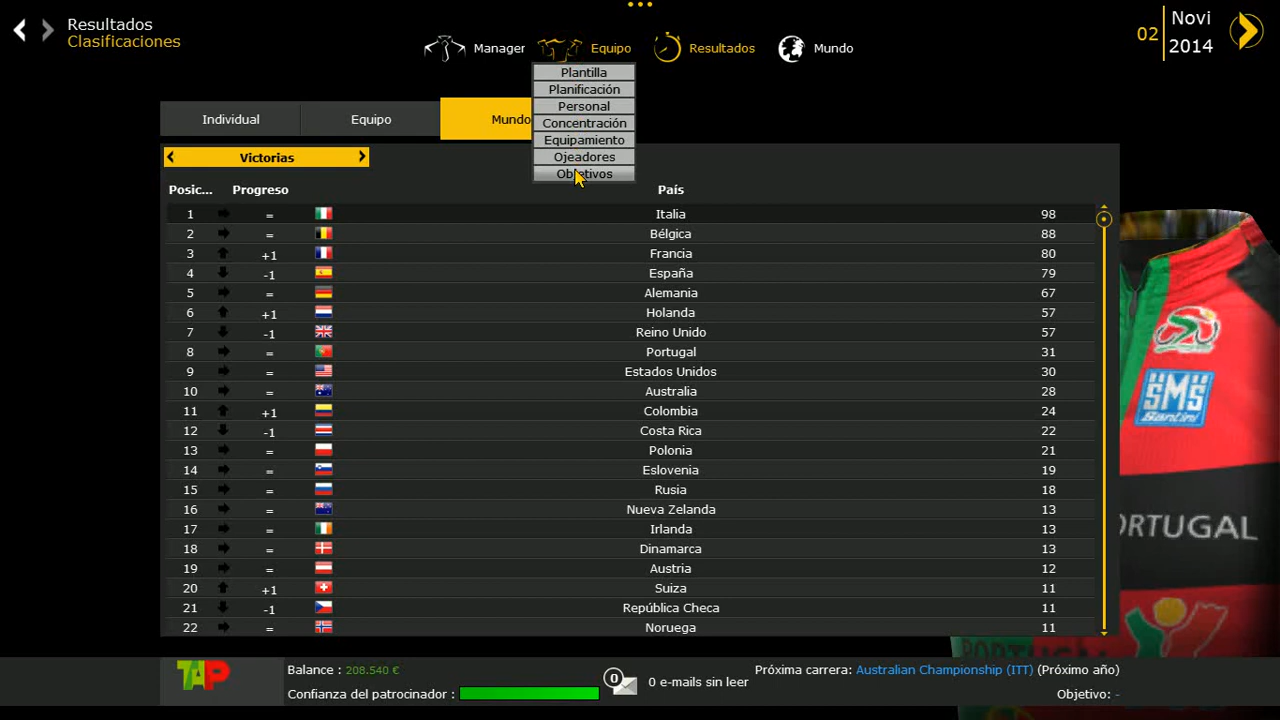 Resultados
Clasificaciones
Manager Equipo Resultados Mundo
02 Novi
2014
Plantilla
Planificación
Personal
Concentración
Equipamiento
Ojeadores
Objetivos
Individual Equipo Mundo
Victorias
Posic... Progreso País
1 = Italia 98
2 = Bélgica 88
3 +1 Francia 80
4 -1 España 79
5 = Alemania 67
6 +1 Holanda 57
7 -1 Reino Unido 57
8 = Portugal 31
9 = Estados Unidos 30
10 = Australia 28
11 +1 Colombia 24
12 -1 Costa Rica 22
13 = Polonia 21
14 = Eslovenia 19
15 = Rusia 18
16 = Nueva Zelanda 13
17 = Irlanda 13
18 = Dinamarca 13
19 = Austria 12
20 +1 Suiza 11
21 -1 República Checa 11
22 = Noruega 11
SMS
Santini
ORTUGAL
TAP
Balance : 208.540 €
Confianza del patrocinador :
0 0 e-mails sin leer
Próxima carrera: Australian Championship (ITT) (Próximo año)
Objetivo: -